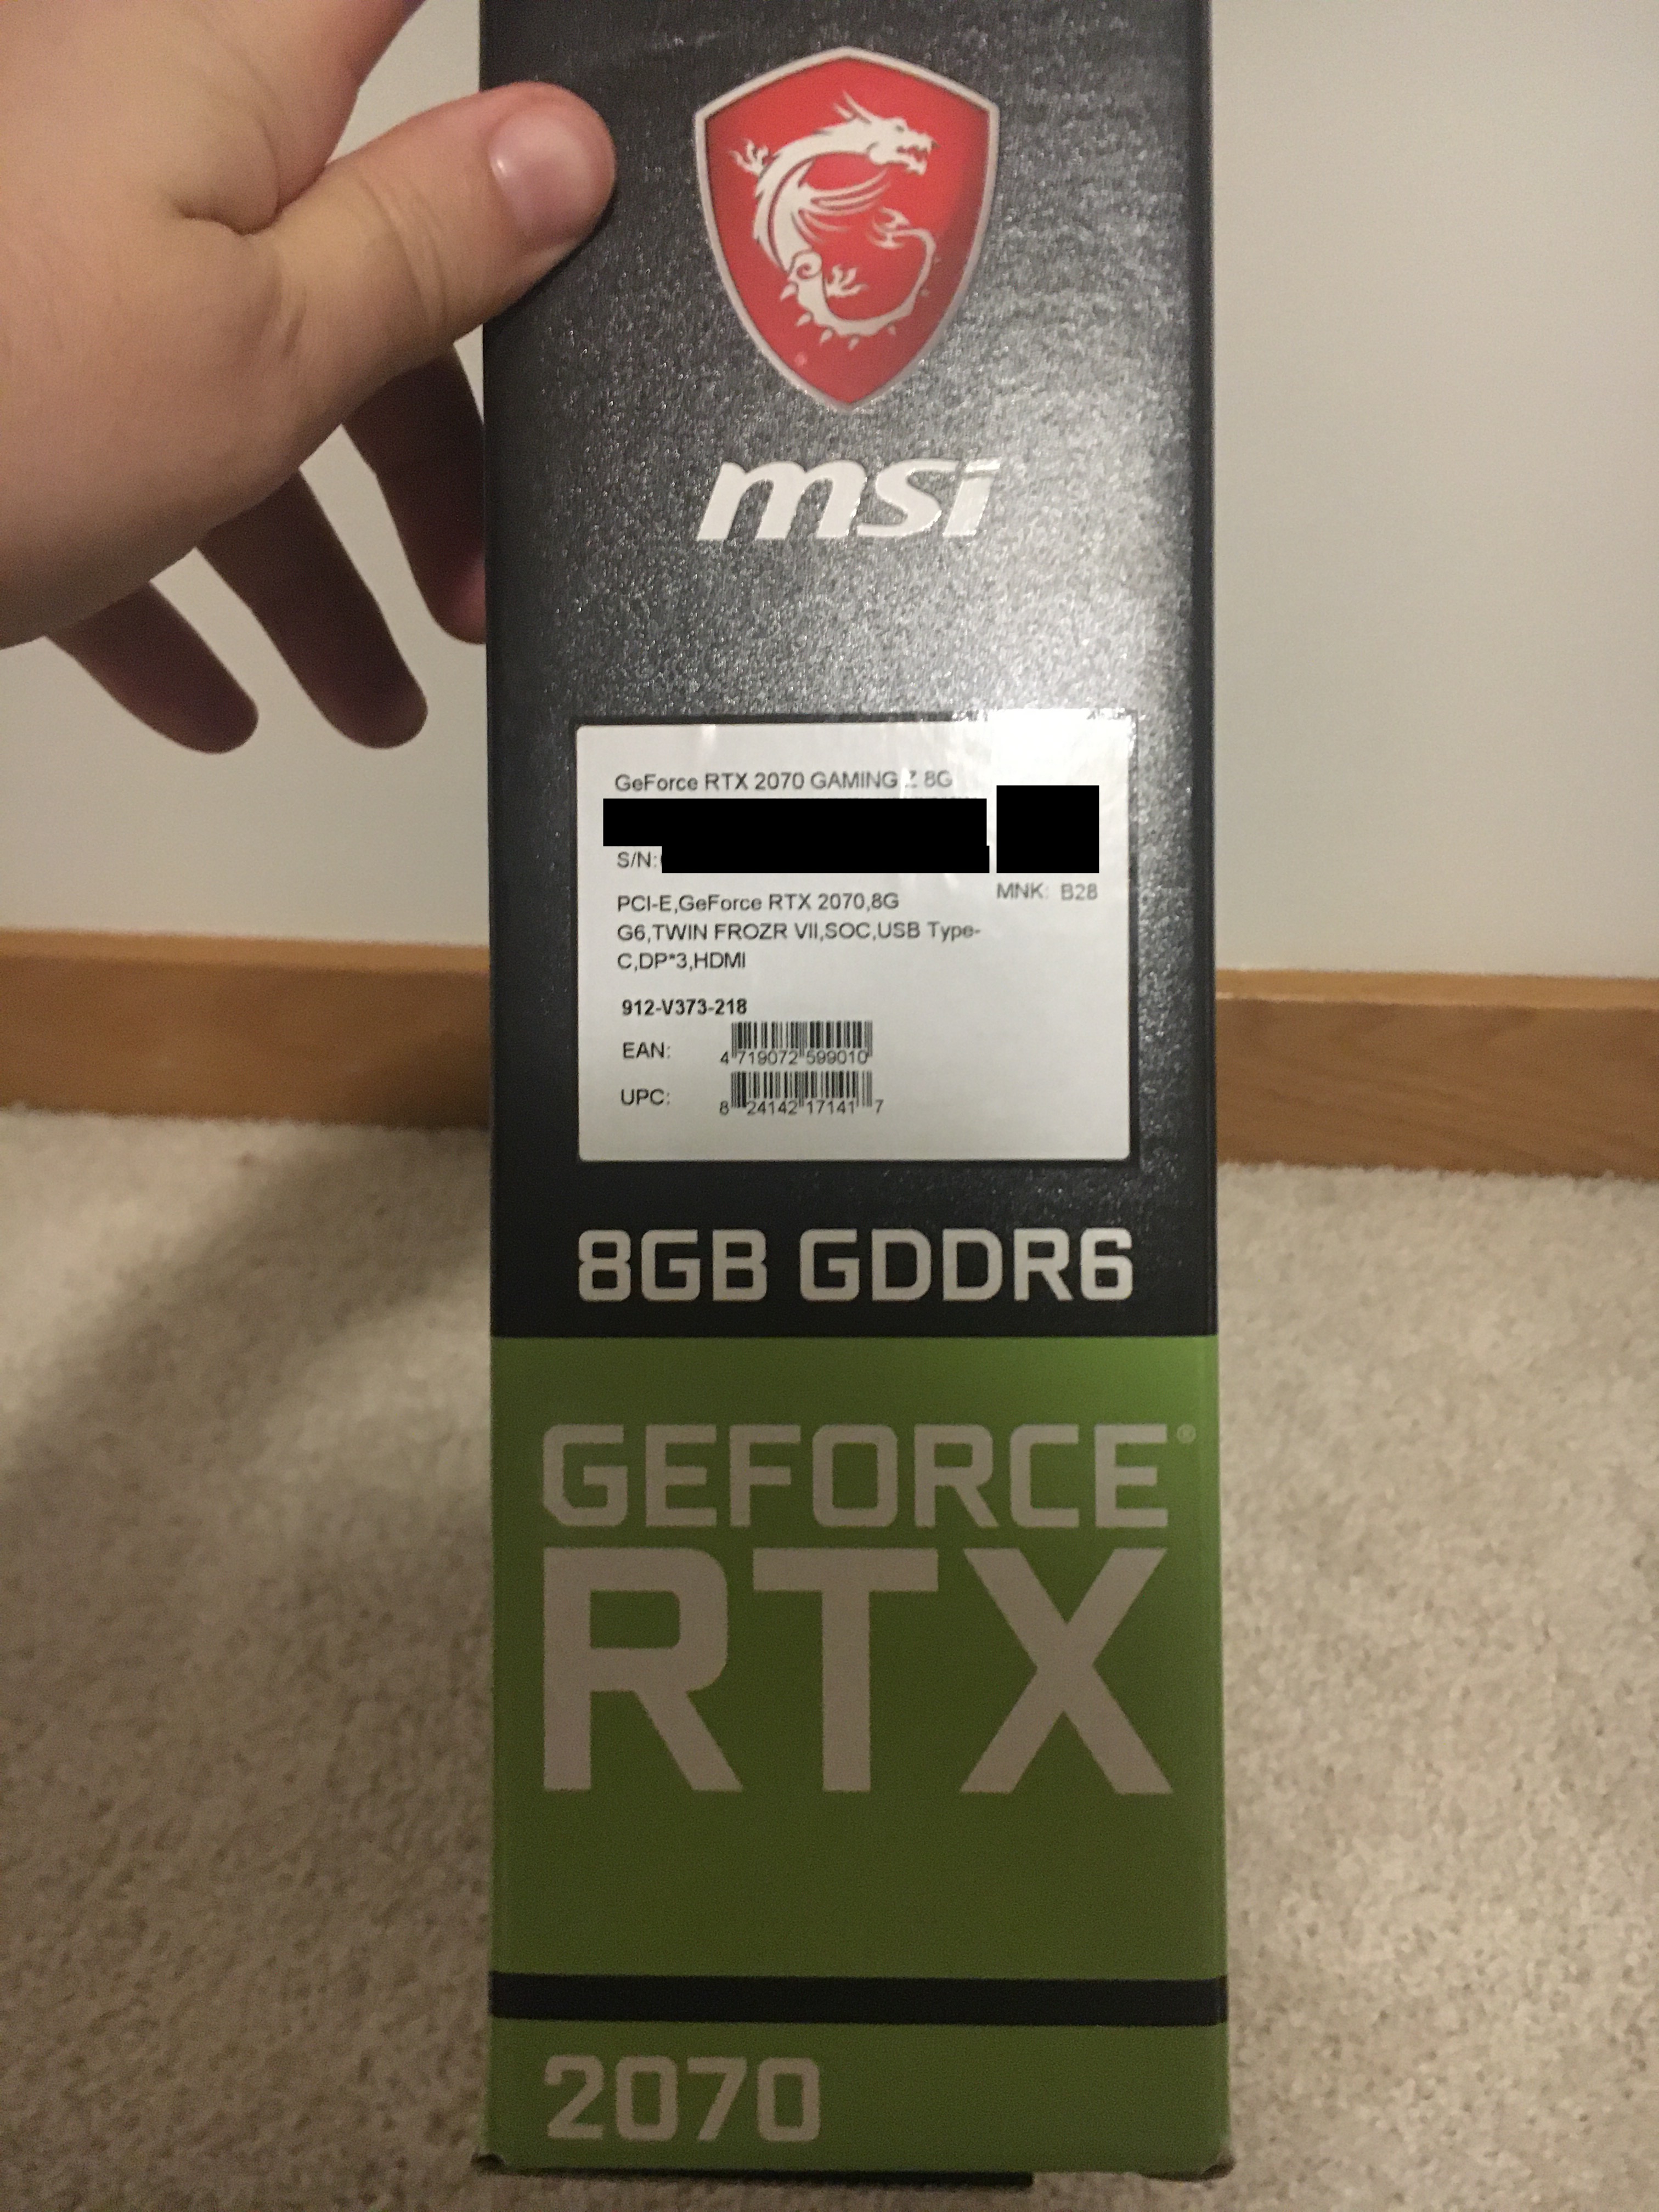 msi
GeForce RTX 2070 GAMING Z 8G
S/N:
MNK: B28
PCI-E,GeForce RTX 2070,8G
G6,TWIN FROZR VII,SOC,USB Type-
C,DP*3,HDMI
912-V373-218
EAN:
4 719072 599010
UPC:
8 24142 17141 7
8GB GDDR6
GEFORCE®
RTX
2070